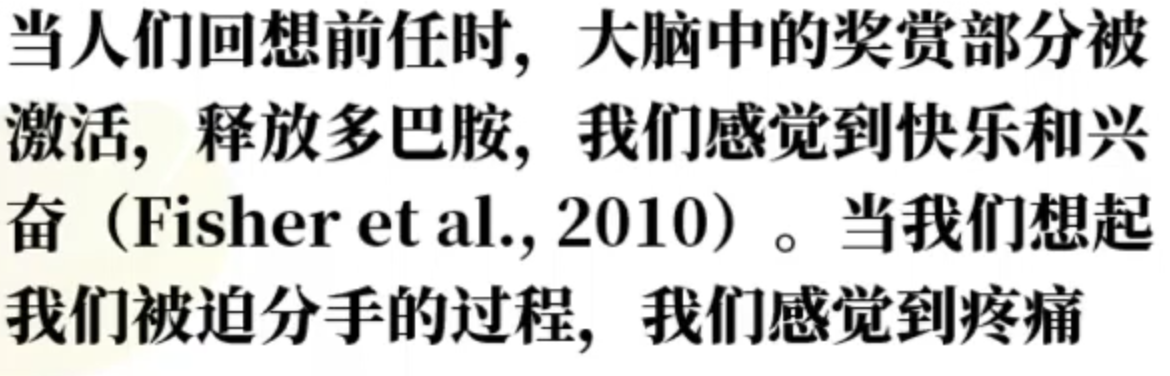 当人们回想前任时，大脑中的奖赏部分被
激活，释放多巴胺，我们感觉到快乐和兴
奋（Fisher et al., 2010）。当我们想起
我们被迫分手的过程，我们感觉到疼痛